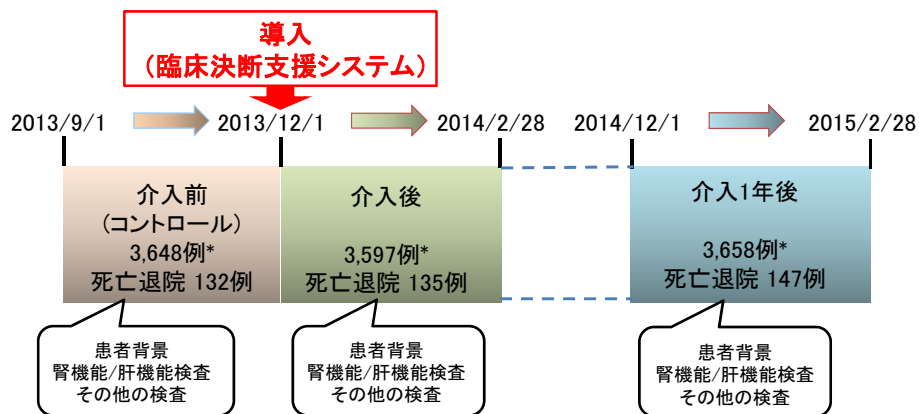 導入
(臨床決断支援システム)
2013/9/1
2013/12/1
2014/2/28
2014/12/1
2015/2/28
介入前
(コントロール)
3,648例*
死亡退院 132例
介入後
3,597例*
死亡退院 135例
介入1年後
3,658例*
死亡退院 147例
患者背景
腎機能/肝機能検査
その他の検査
患者背景
腎機能/肝機能検査
その他の検査
患者背景
腎機能/肝機能検査
その他の検査